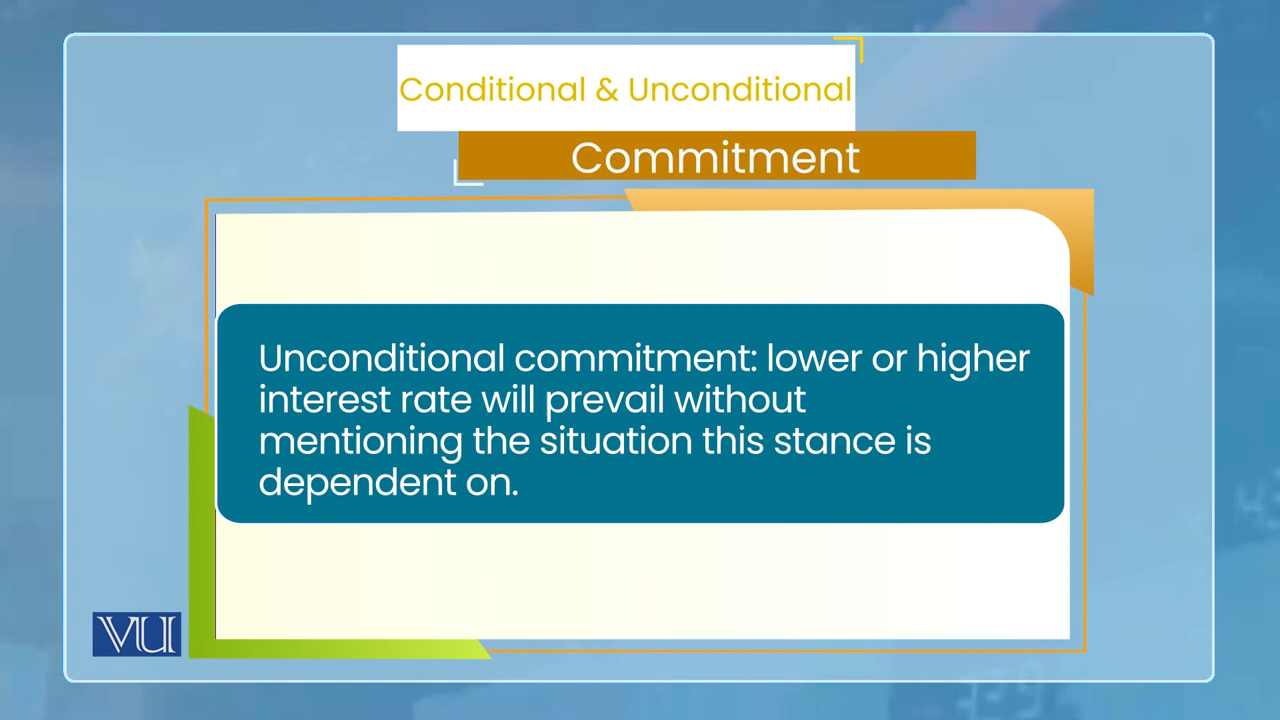 Conditional & Unconditional
Commitment
Unconditional commitment: lower or higher
interest rate will prevail without
mentioning the situation this stance is
dependent on.
VU